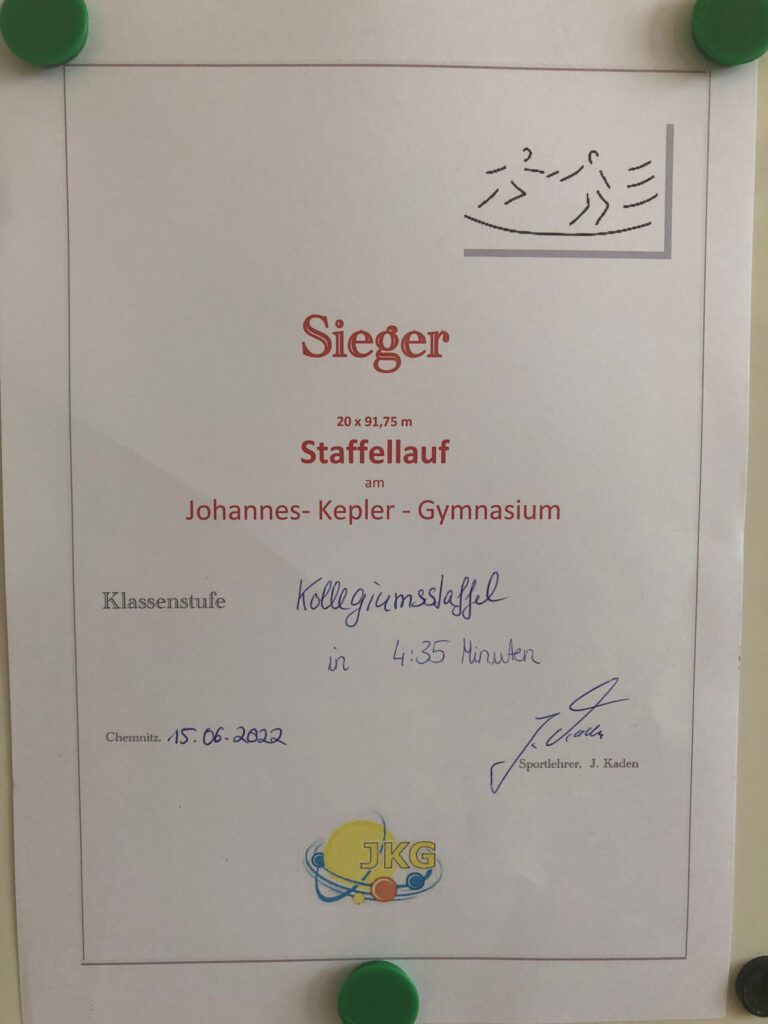 Sieger
20 x 91,75 m
Staffellauf
am
Johannes- Kepler - Gymnasium
Klassenstufe Kollegiumsstaffel
in 4:35 Minuten
Chemnitz, 15.06.2022
J. Kaden
Sportlehrer, J. Kaden
JKG